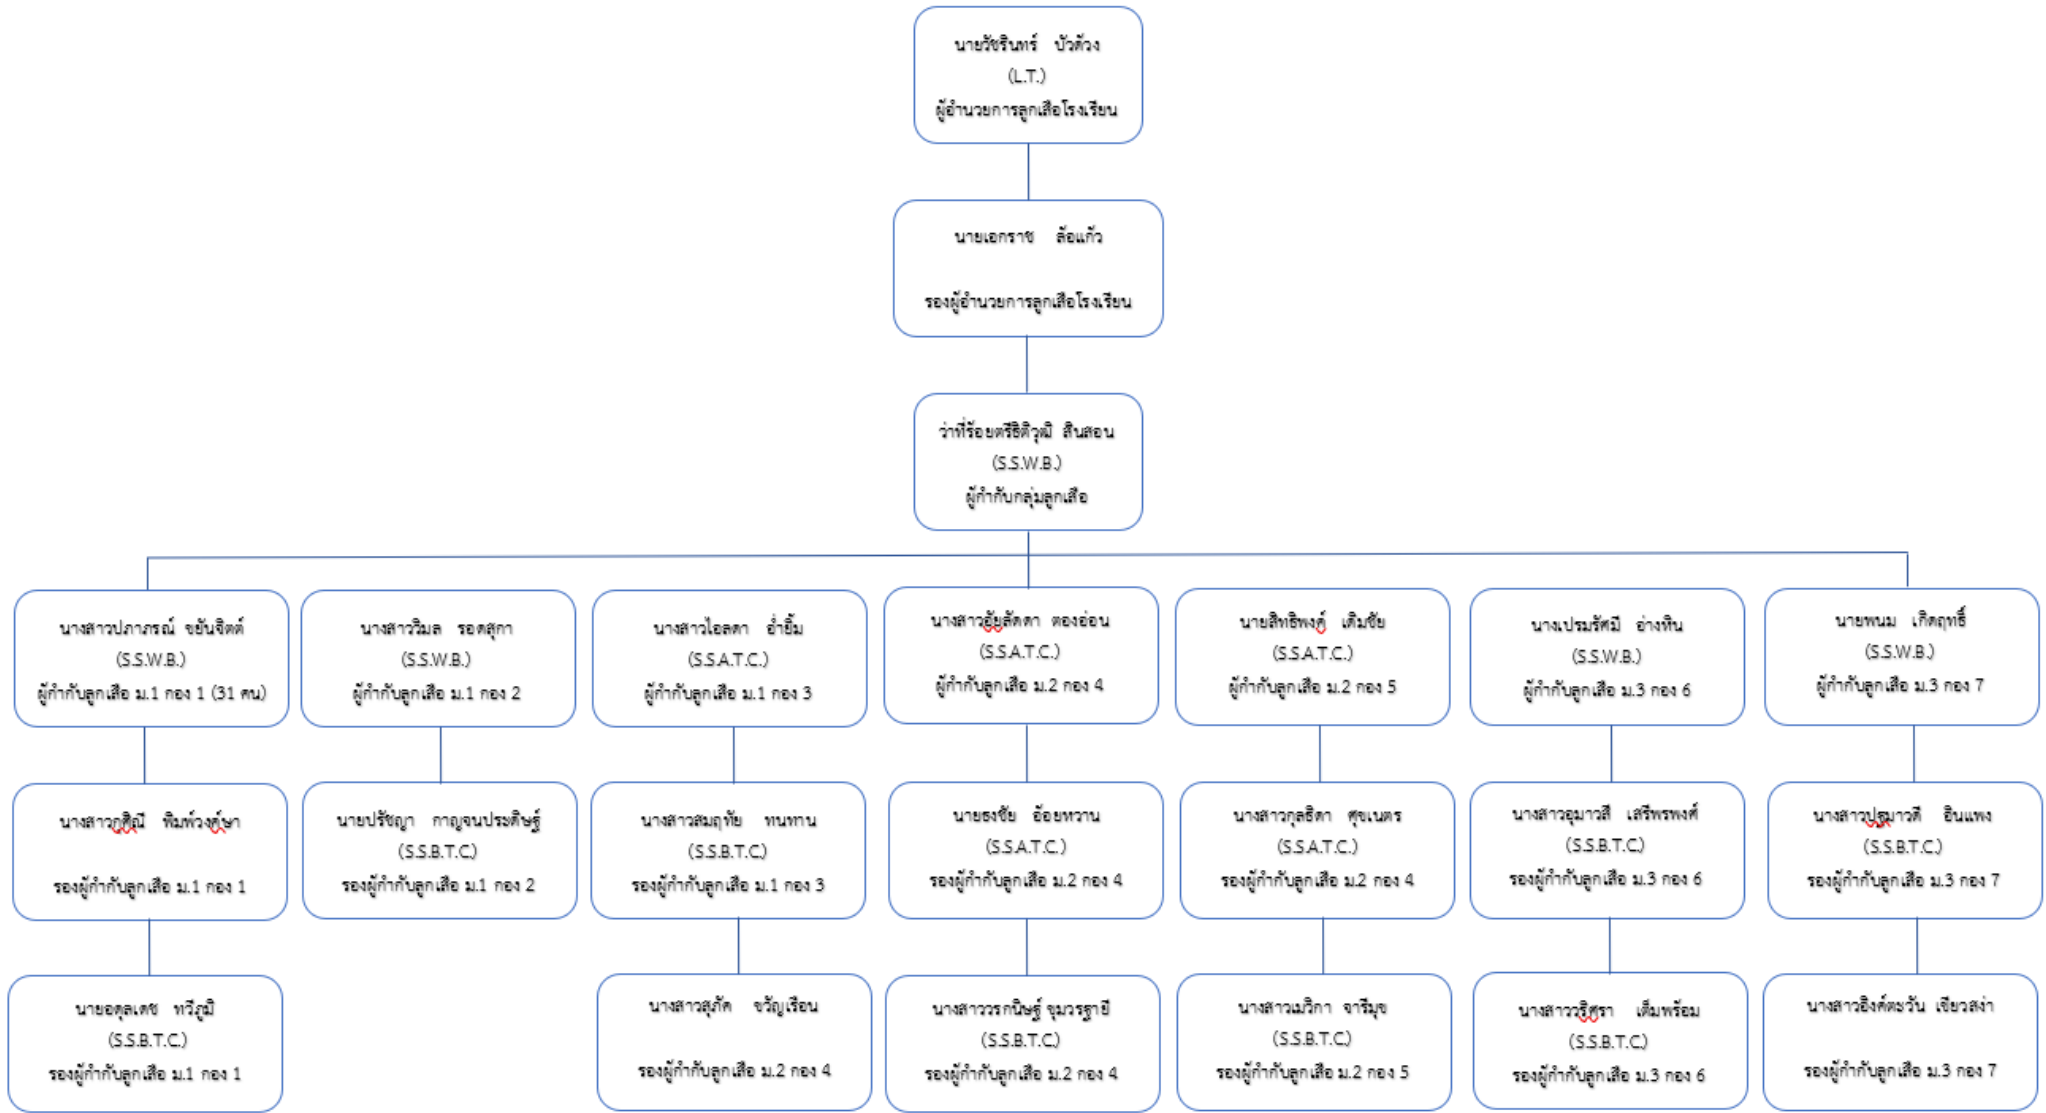 นายวัชรินทร์ บัวด้วง
(L.T.)
ผู้อำนวยการลูกเสือโรงเรียน
นายเอกราช ล้อแก้ว
รองผู้อำนวยการลูกเสือโรงเรียน
ว่าที่ร้อยตรีธิติวุฒิ สินสอน
(S.S.W.B.)
ผู้กำกับกลุ่มลูกเสือ
นางสาวปภาภรณ์ ขยันจิตต์
(S.S.W.B.)
ผู้กำกับลูกเสือ ม.1 กอง 1 (31 คน)
นางสาววิมล รอดสุกา
(S.S.W.B.)
ผู้กำกับลูกเสือ ม.1 กอง 2
นางสาวไอลดา อ่ำยิ้ม
(S.S.A.T.C.)
ผู้กำกับลูกเสือ ม.1 กอง 3
นางสาวอัยลัดดา ตองอ่อน
(S.S.A.T.C.)
ผู้กำกับลูกเสือ ม.2 กอง 4
นายสิทธิพงค์ เดิมชัย
(S.S.A.T.C.)
ผู้กำกับลูกเสือ ม.2 กอง 5
นางเปรมรัศมี อ่างหิน
(S.S.W.B.)
ผู้กำกับลูกเสือ ม.3 กอง 6
นายพนม เกิดฤทธิ์
(S.S.W.B.)
ผู้กำกับลูกเสือ ม.3 กอง 7
นางสาวกุศิณี พิมพ์วงค์ษา
รองผู้กำกับลูกเสือ ม.1 กอง 1
นายปรัชญา กาญจนประดิษฐ์
(S.S.B.T.C.)
รองผู้กำกับลูกเสือ ม.1 กอง 2
นางสาวสมฤทัย ทนทาน
(S.S.B.T.C.)
รองผู้กำกับลูกเสือ ม.1 กอง 3
นายธงชัย อ้อยหวาน
(S.S.A.T.C.)
รองผู้กำกับลูกเสือ ม.2 กอง 4
นางสาวกุลธิดา ศุขเนตร
(S.S.A.T.C.)
รองผู้กำกับลูกเสือ ม.2 กอง 4
นางสาวอุมาวสี เสรีพรพงศ์
(S.S.B.T.C.)
รองผู้กำกับลูกเสือ ม.3 กอง 6
นางสาวปฐมาวดี อินแพง
(S.S.B.T.C.)
รองผู้กำกับลูกเสือ ม.3 กอง 7
นายอดุลเดช ทวีภูมิ
(S.S.B.T.C.)
รองผู้กำกับลูกเสือ ม.1 กอง 1
นางสาวสุภัค ขวัญเรือน
รองผู้กำกับลูกเสือ ม.2 กอง 4
นางสาววรกนิษฐ์ ชุมวรฐายี
(S.S.B.T.C.)
รองผู้กำกับลูกเสือ ม.2 กอง 4
นางสาวเมวิกา จารีมุข
(S.S.B.T.C.)
รองผู้กำกับลูกเสือ ม.2 กอง 5
นางสาววริศรา เต็มพร้อม
(S.S.B.T.C.)
รองผู้กำกับลูกเสือ ม.3 กอง 6
นางสาวอิงค์ตะวัน เขียวสง่า
รองผู้กำกับลูกเสือ ม.3 กอง 7